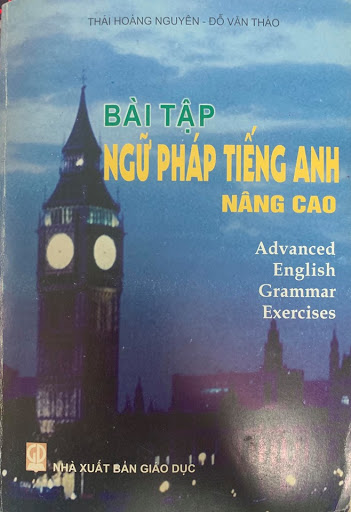 THÁI HOÀNG NGUYÊN - ĐỖ VĂN THẢO
BÀI TẬP
NGỮ PHÁP TIẾNG ANH
NÂNG CAO
Advanced
English
Grammar
Exercises
GD
NHÀ XUẤT BẢN GIÁO DỤC